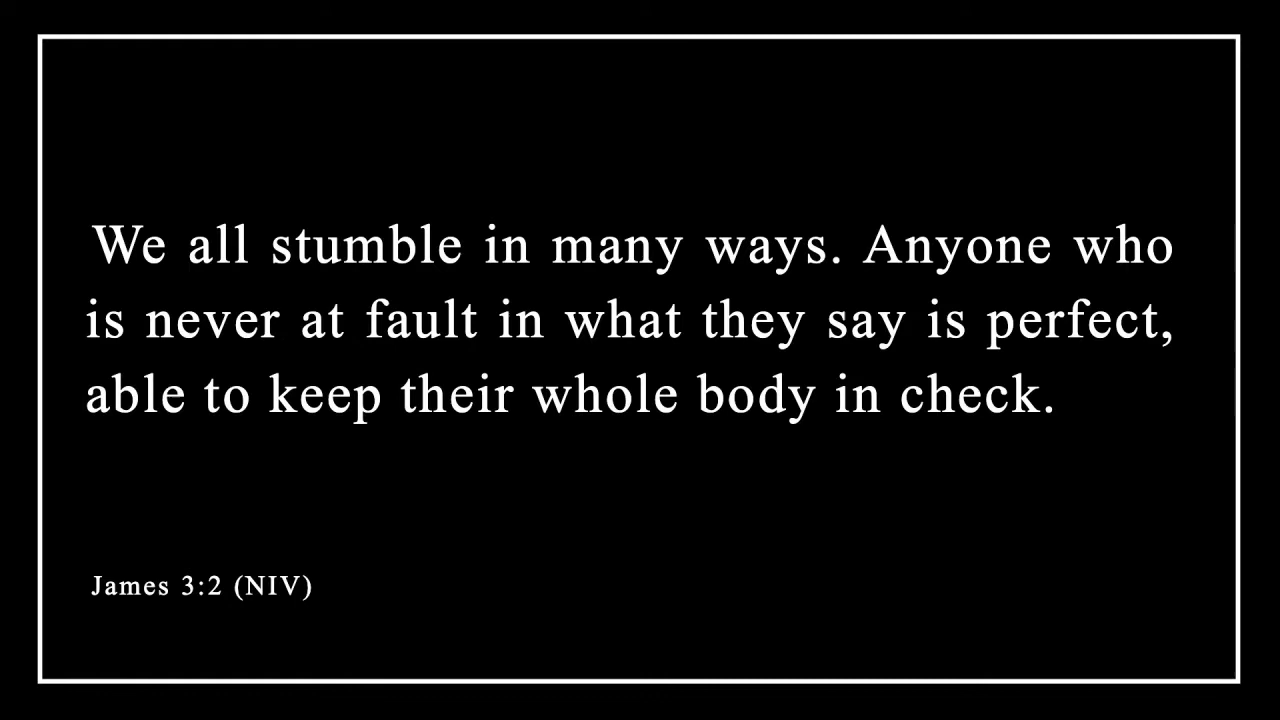 We all stumble in many ways. Anyone who
is never at fault in what they say is perfect,
able to keep their whole body in check.
James 3:2 (NIV)